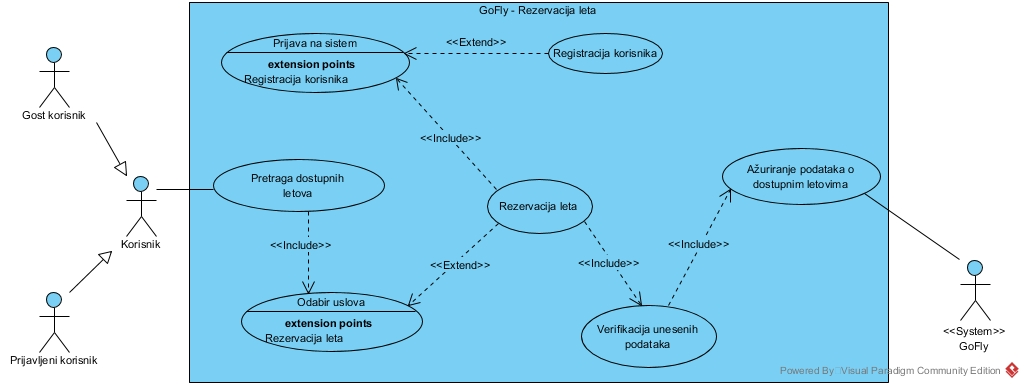 GoFly - Rezervacija leta
Prijava na sistem
extension points
Registracija korisnika
<<Extend>>
Registracija korisnika
Gost korisnik
<<Include>>
Pretraga dostupnih
letova
Ažuriranje podataka o
dostupnim letovima
Rezervacija leta
Korisnik
<<Include>>
<<Include>>
<<Extend>>
<<Include>>
Odabir uslova
extension points
Rezervacija leta
Verifikacija unesenih
podataka
<<System>>
GoFly
Prijavljeni korisnik
Powered By Visual Paradigm Community Edition